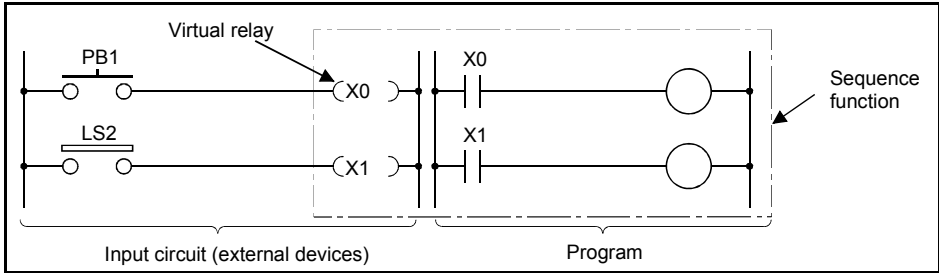 Virtual relay
PB1
X0
X0
Sequence
function
LS2
X1
X1
Input circuit (external devices)
Program